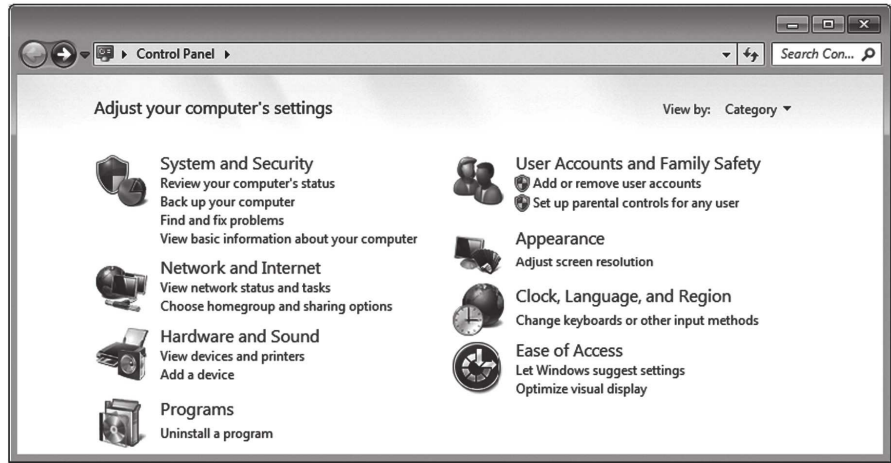 Control Panel
Search Con...
Adjust your computer's settings
View by: Category
System and Security
Review your computer's status
Back up your computer
Find and fix problems
View basic information about your computer
Network and Internet
View network status and tasks
Choose homegroup and sharing options
Hardware and Sound
View devices and printers
Add a device
Programs
Uninstall a program
User Accounts and Family Safety
Add or remove user accounts
Set up parental controls for any user
Appearance
Adjust screen resolution
Clock, Language, and Region
Change keyboards or other input methods
Ease of Access
Let Windows suggest settings
Optimize visual display